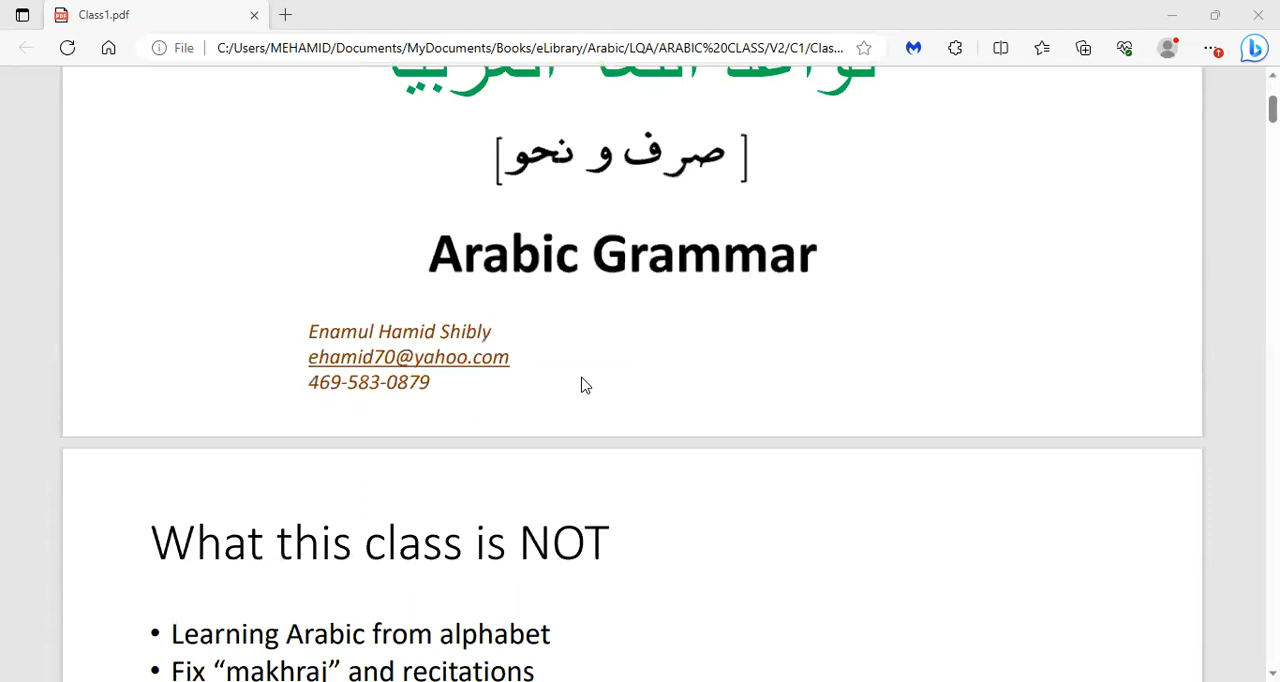 Class1.pdf
File
C:/Users/MEHAMID/Documents/MyDocuments/Books/eLibrary/Arabic/LQA/ARABIC%20CLASS/V2/C1/Clas...
[ صرف و نحو ]
Arabic Grammar
Enamul Hamid Shibly
ehamid70@yahoo.com
469-583-0879
What this class is NOT
• Learning Arabic from alphabet
• Fix “makhraj” and recitations